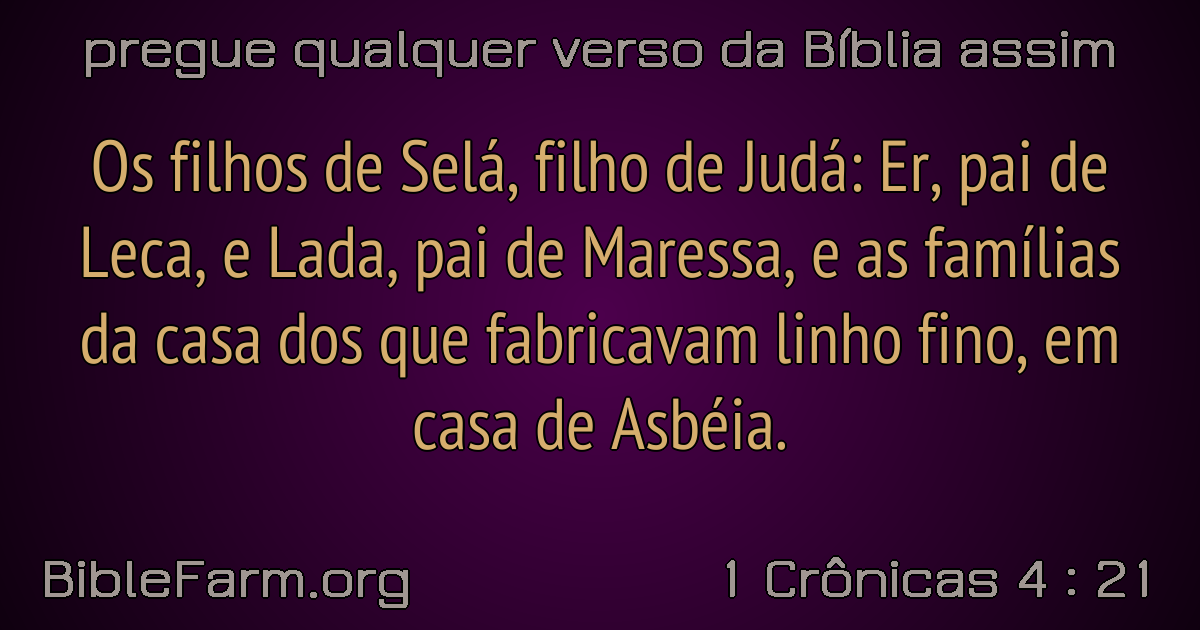 pregue qualquer verso da Bíblia assim
Os filhos de Selá, filho de Judá: Er, pai de
Leca, e Lada, pai de Maressa, e as famílias
da casa dos que fabricavam linho fino, em
casa de Asbéia.
BibleFarm.org
1 Crônicas 4 : 21